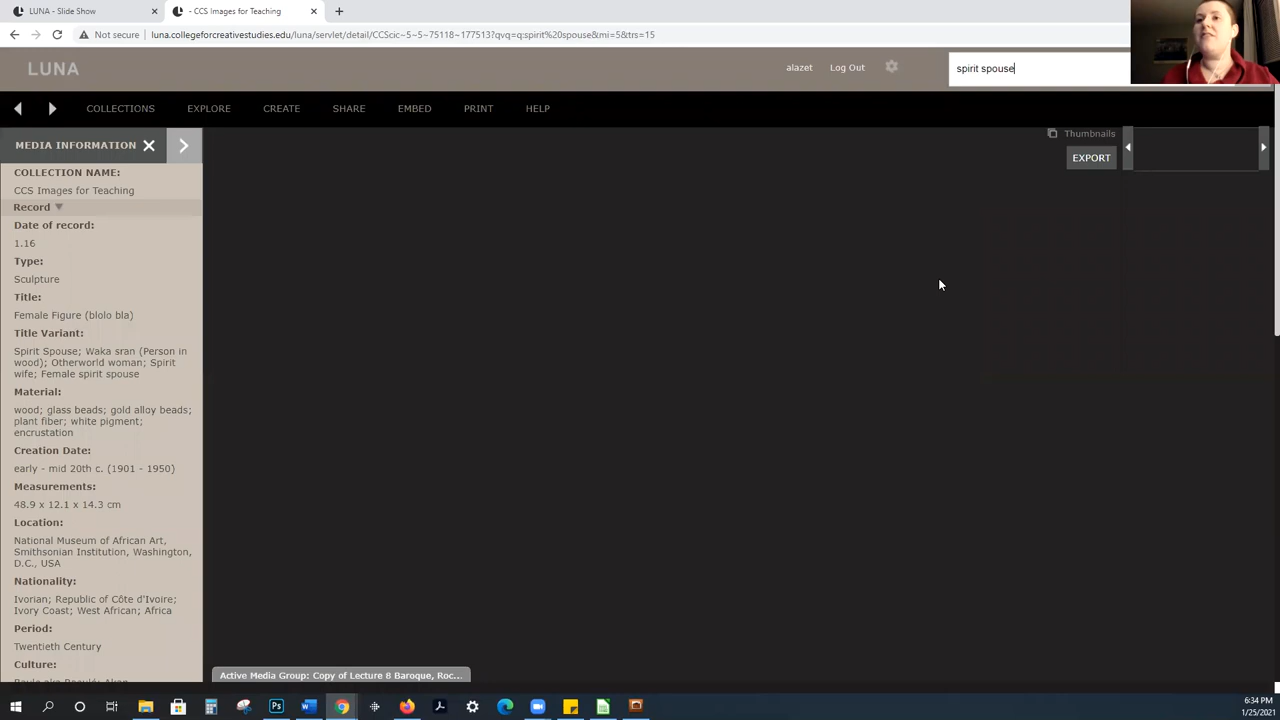 LUNA - Slide Show
- CCS Images for Teaching
Not secure
luna.collegeforcreativestudies.edu/luna/servlet/detail/CCScic~5~5~75118~177513?qvq=q:spirit%20spouse&mi=5&trs=15
LUNA
alazet
Log Out
spirit spouse
COLLECTIONS
EXPLORE
CREATE
SHARE
EMBED
PRINT
HELP
MEDIA INFORMATION
Thumbnails
EXPORT
COLLECTION NAME:
CCS Images for Teaching
Record
Date of record:
1.16
Type:
Sculpture
Title:
Female Figure (blolo bla)
Title Variant:
Spirit Spouse; Waka sran (Person in
wood); Otherworld woman; Spirit
wife; Female spirit spouse
Material:
wood; glass beads; gold alloy beads;
plant fiber; white pigment;
encrustation
Creation Date:
early - mid 20th c. (1901 - 1950)
Measurements:
48.9 x 12.1 x 14.3 cm
Location:
National Museum of African Art,
Smithsonian Institution, Washington,
D.C., USA
Nationality:
Ivorian; Republic of Côte d'Ivoire;
Ivory Coast; West African; Africa
Period:
Twentieth Century
Culture:
Active Media Group: Copy of Lecture 8 Baroque, Roc...
6:34 PM
1/25/2021